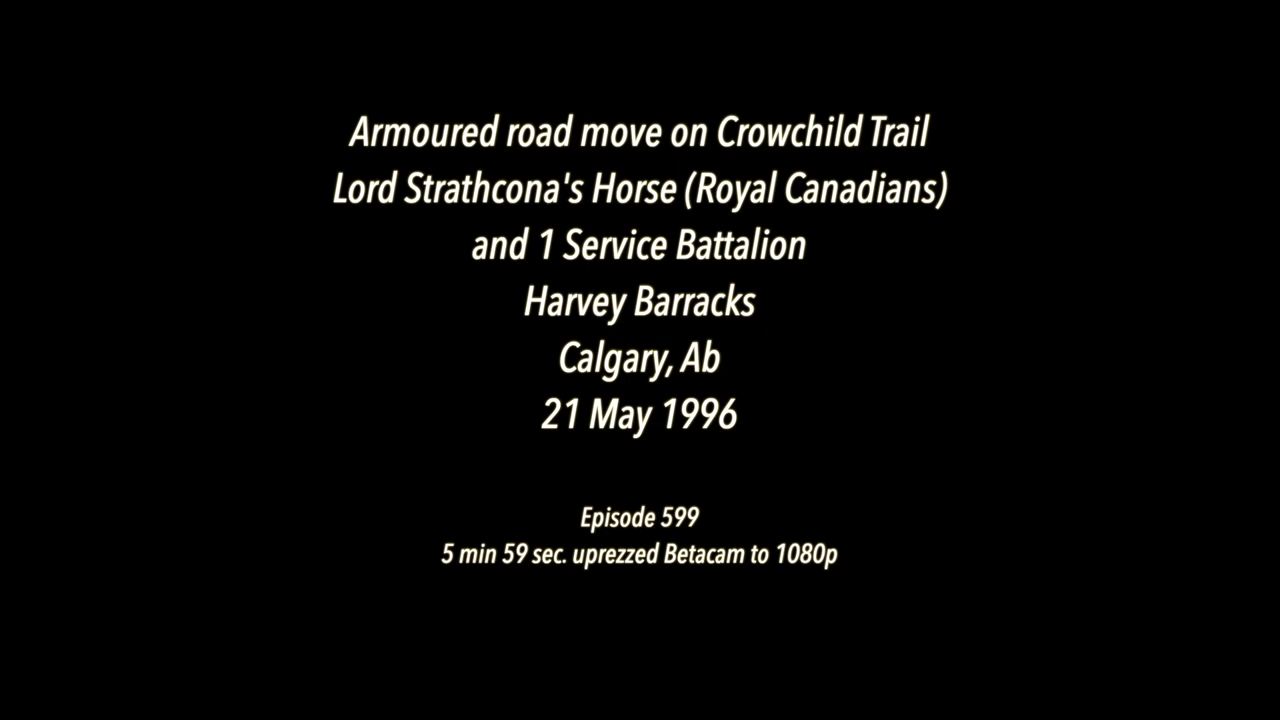 Armoured road move on Crowchild Trail
Lord Strathcona's Horse (Royal Canadians)
and 1 Service Battalion
Harvey Barracks
Calgary, Ab
21 May 1996
Episode 599
5 min 59 sec. uprezzed Betacam to 1080p